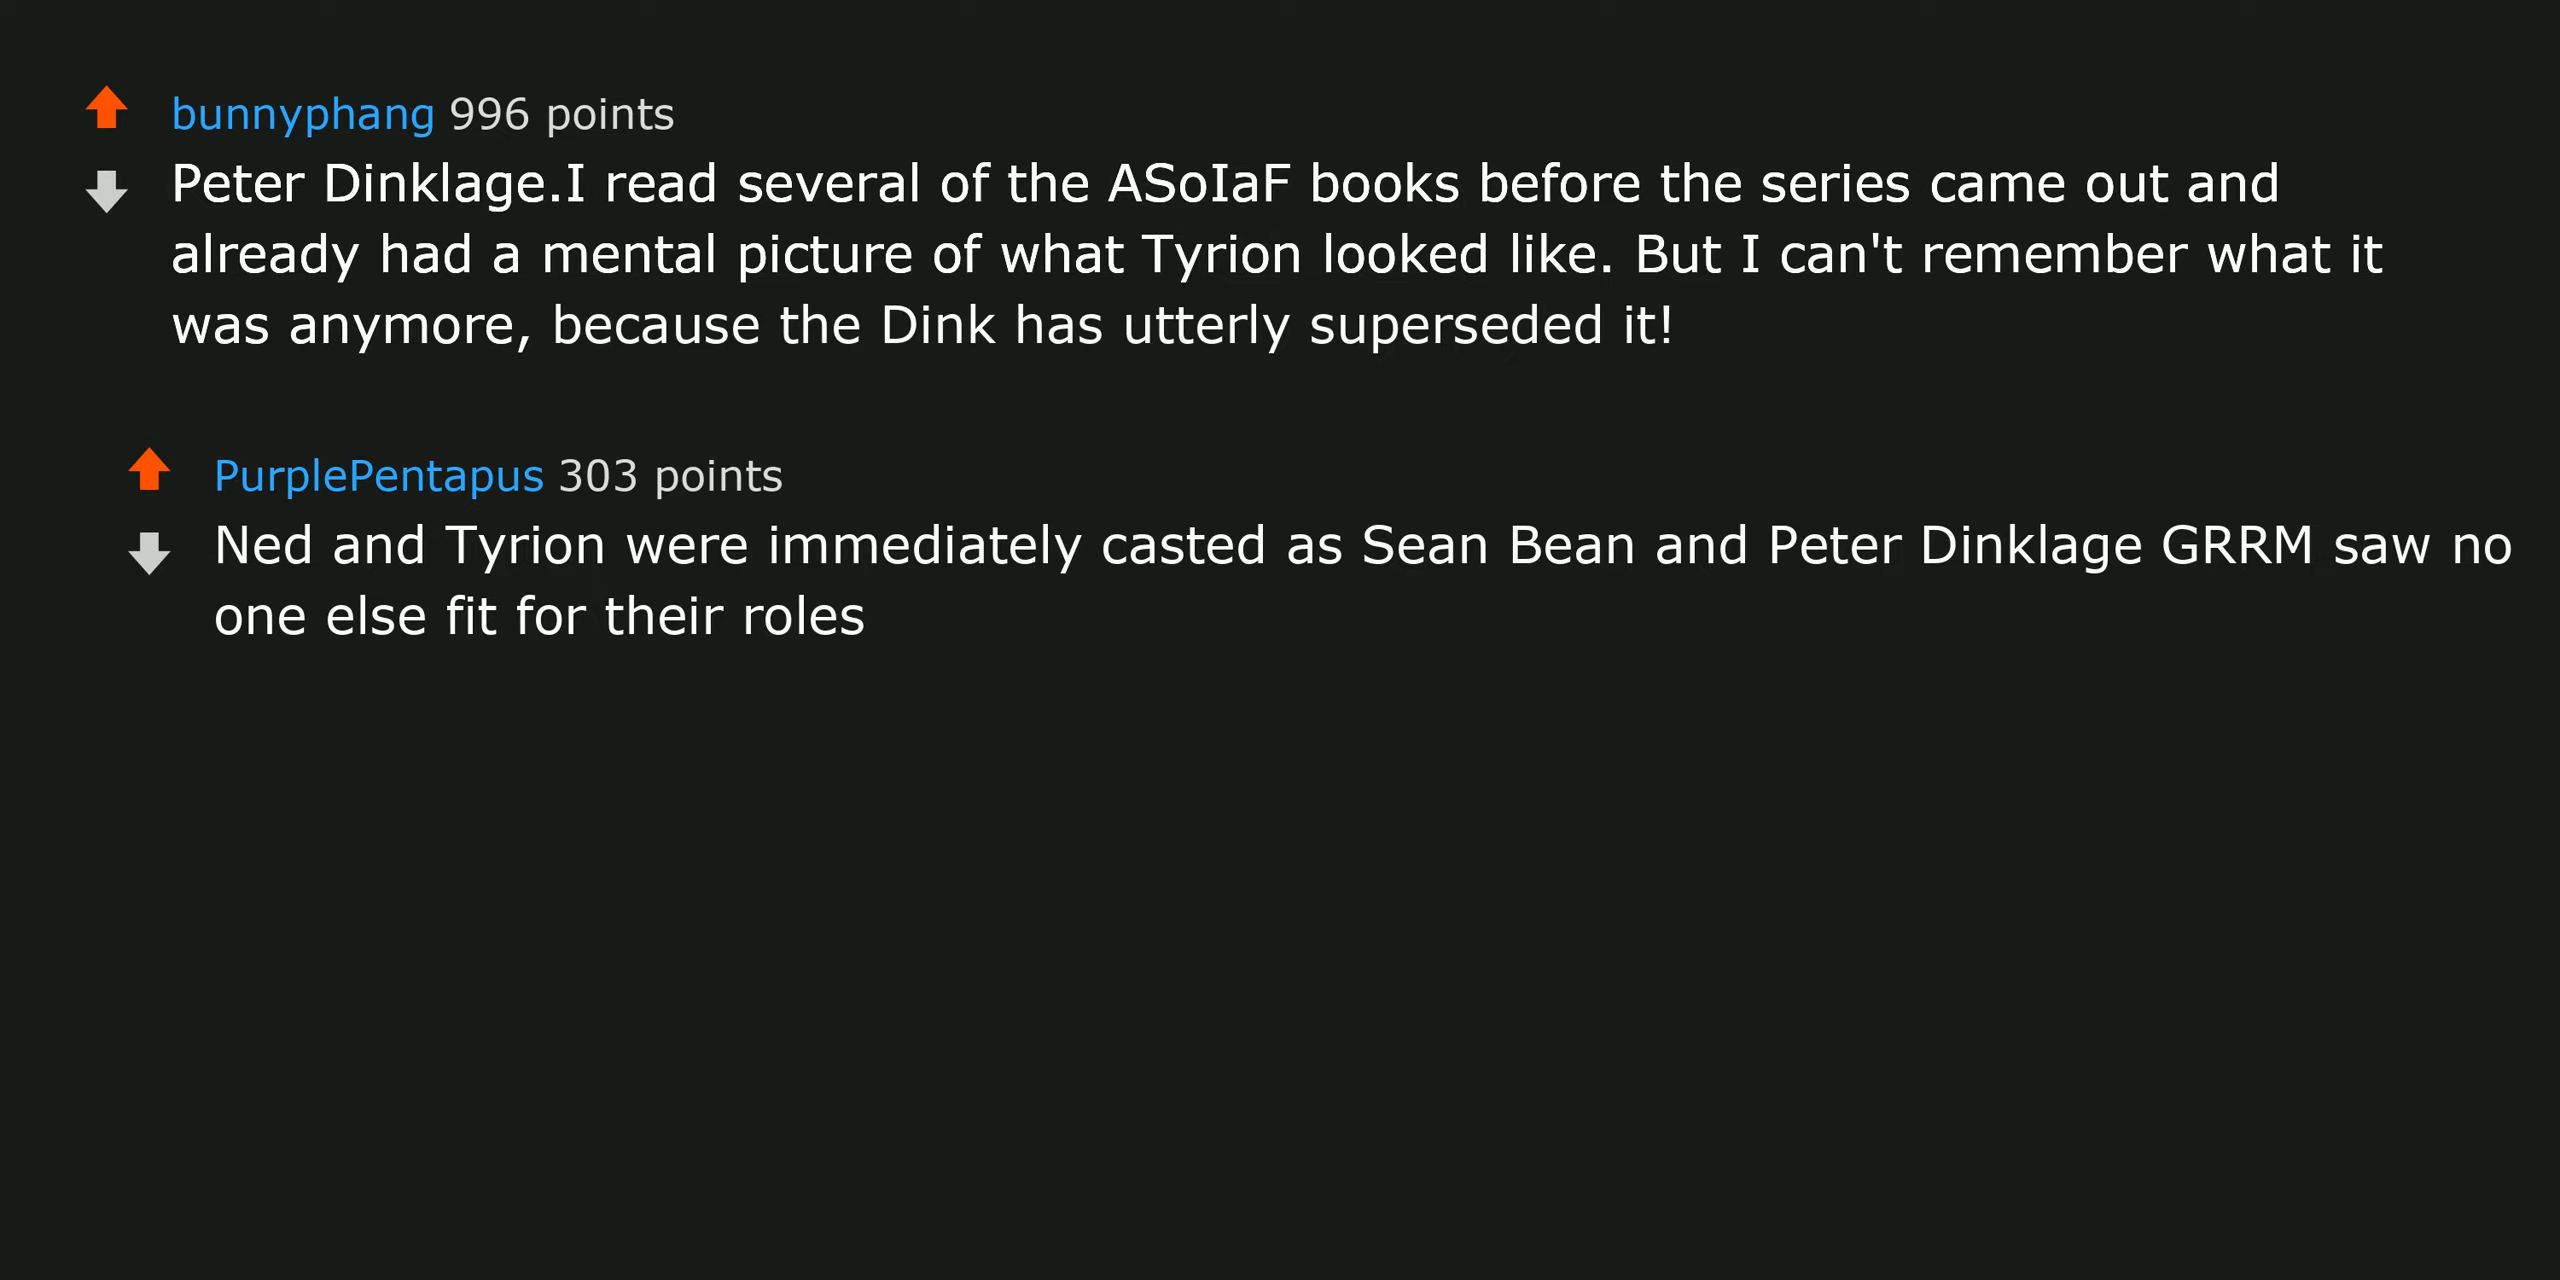 bunnyphang 996 points
Peter Dinklage.I read several of the ASoIaF books before the series came out and
already had a mental picture of what Tyrion looked like. But I can't remember what it
was anymore, because the Dink has utterly superseded it!
PurplePentapus 303 points
Ned and Tyrion were immediately casted as Sean Bean and Peter Dinklage GRRM saw no
one else fit for their roles